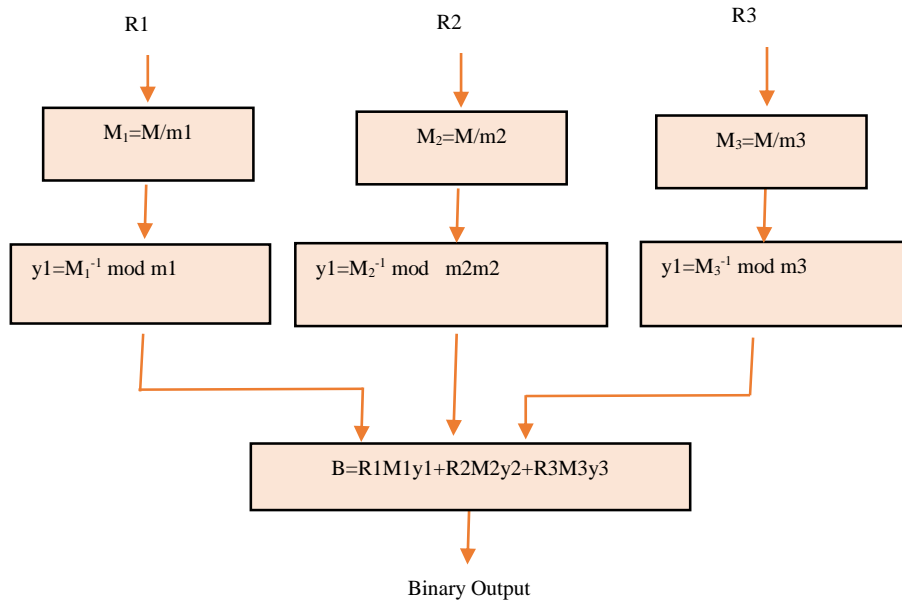 R1
R2
R3
M₁=M/m1
M₂=M/m2
M₃=M/m3
y1=M₁⁻¹ mod m1
y1=M₂⁻¹ mod m2m2
y1=M₃⁻¹ mod m3
B=R1M1y1+R2M2y2+R3M3y3
Binary Output